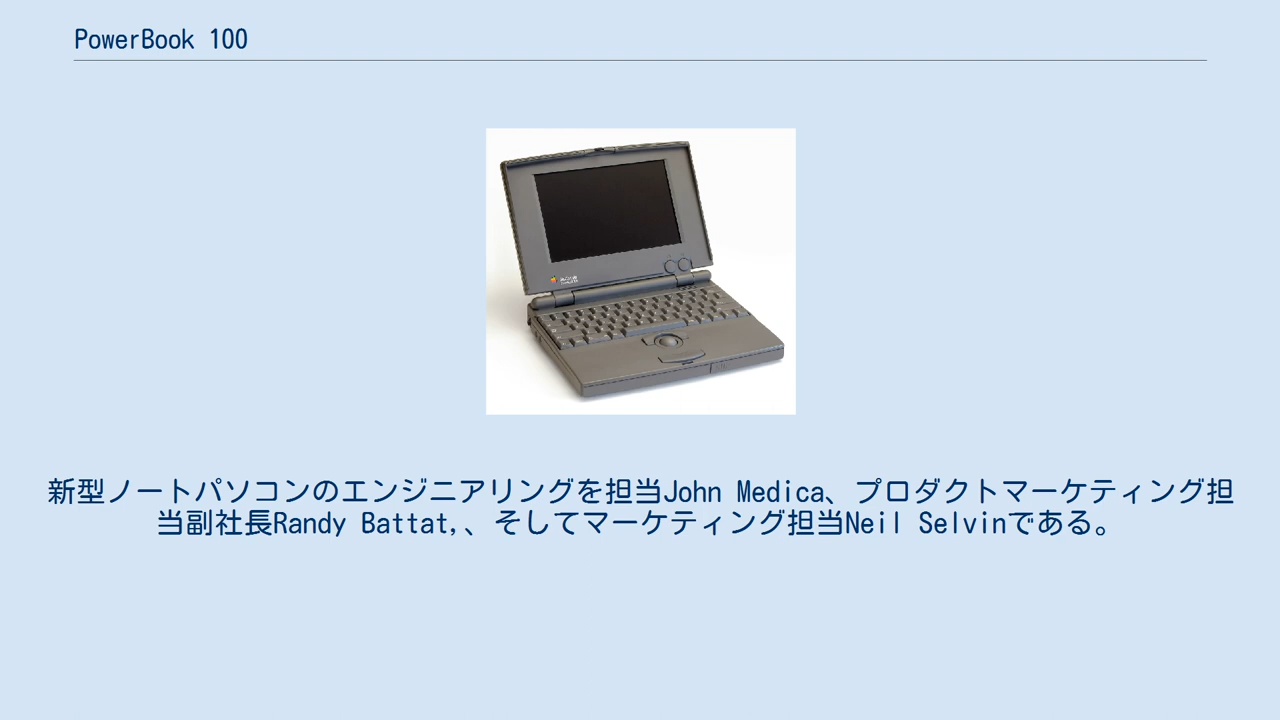 PowerBook 100
新型ノートパソコンのエンジニアリングを担当John Medica、プロダクトマーケティング担
当副社長Randy Battat,、そしてマーケティング担当Neil Selvinである。